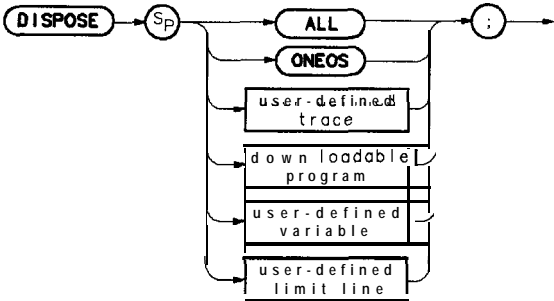 DISPOSE SP ALL ;
ONEOS
user-defined
trace
down loadable
program
user-defined
variable
user-defined
limit line